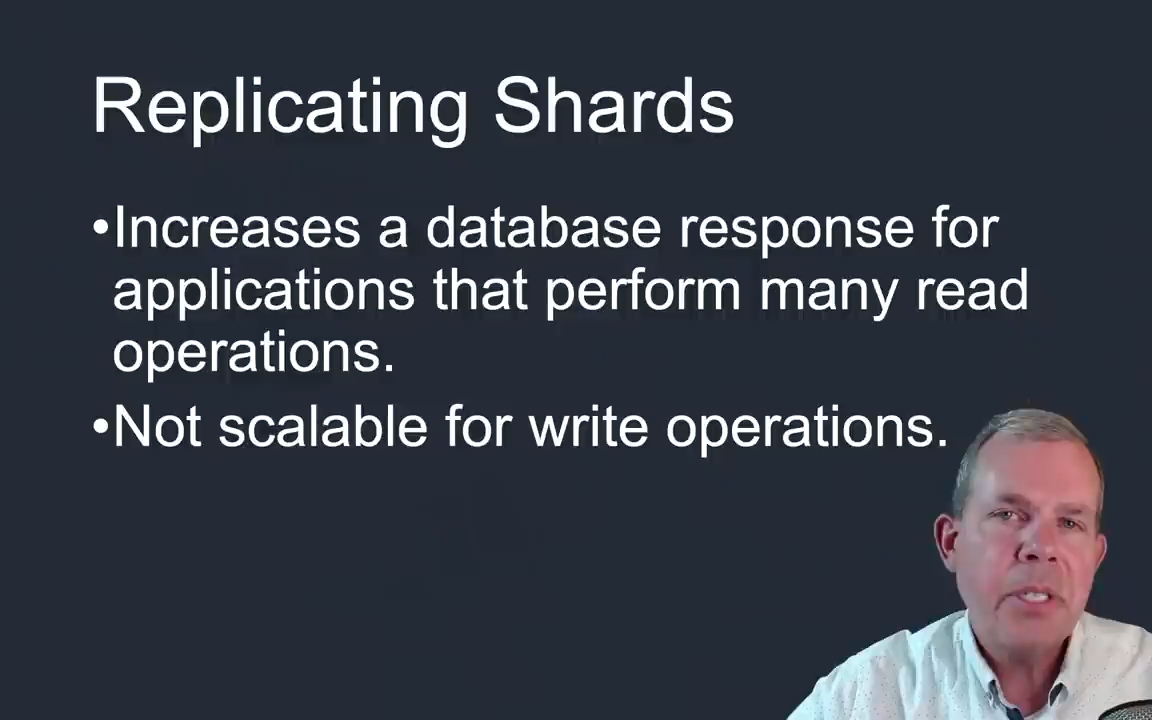 Replicating Shards
•Increases a database response for
applications that perform many read
operations.
•Not scalable for write operations.